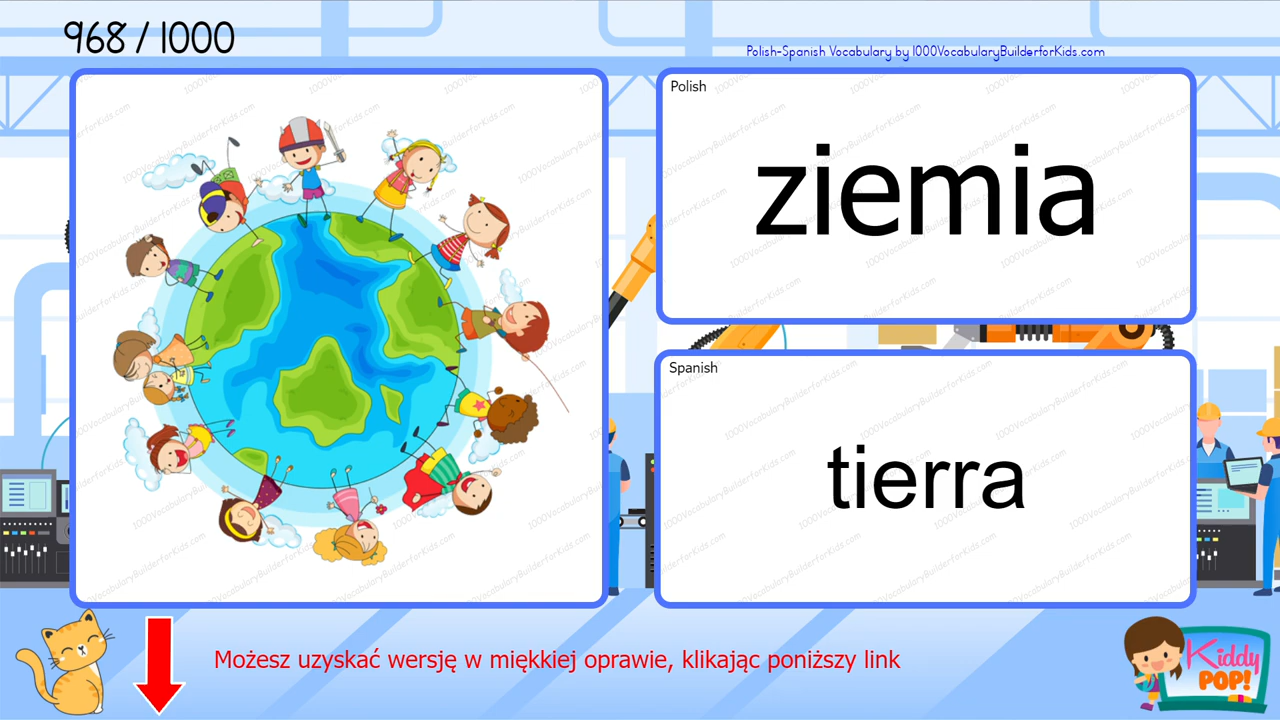 968 / 1000
Polish-Spanish Vocabulary by 1000VocabularyBuilderforKids.com
Polish
ziemia
Spanish
tierra
Możesz uzyskać wersję w miękkiej oprawie, klikając poniższy link
Kiddy
POP!